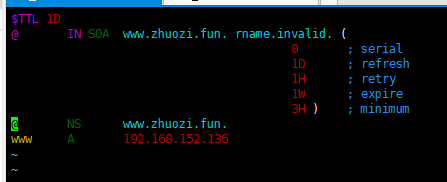 $TTL 1D
@ IN SOA www.zhuozi.fun. rname.invalid. (
0 ; serial
1D ; refresh
1H ; retry
1W ; expire
3H ) ; minimum
@ NS www.zhuozi.fun.
www A 192.168.152.136
~
~